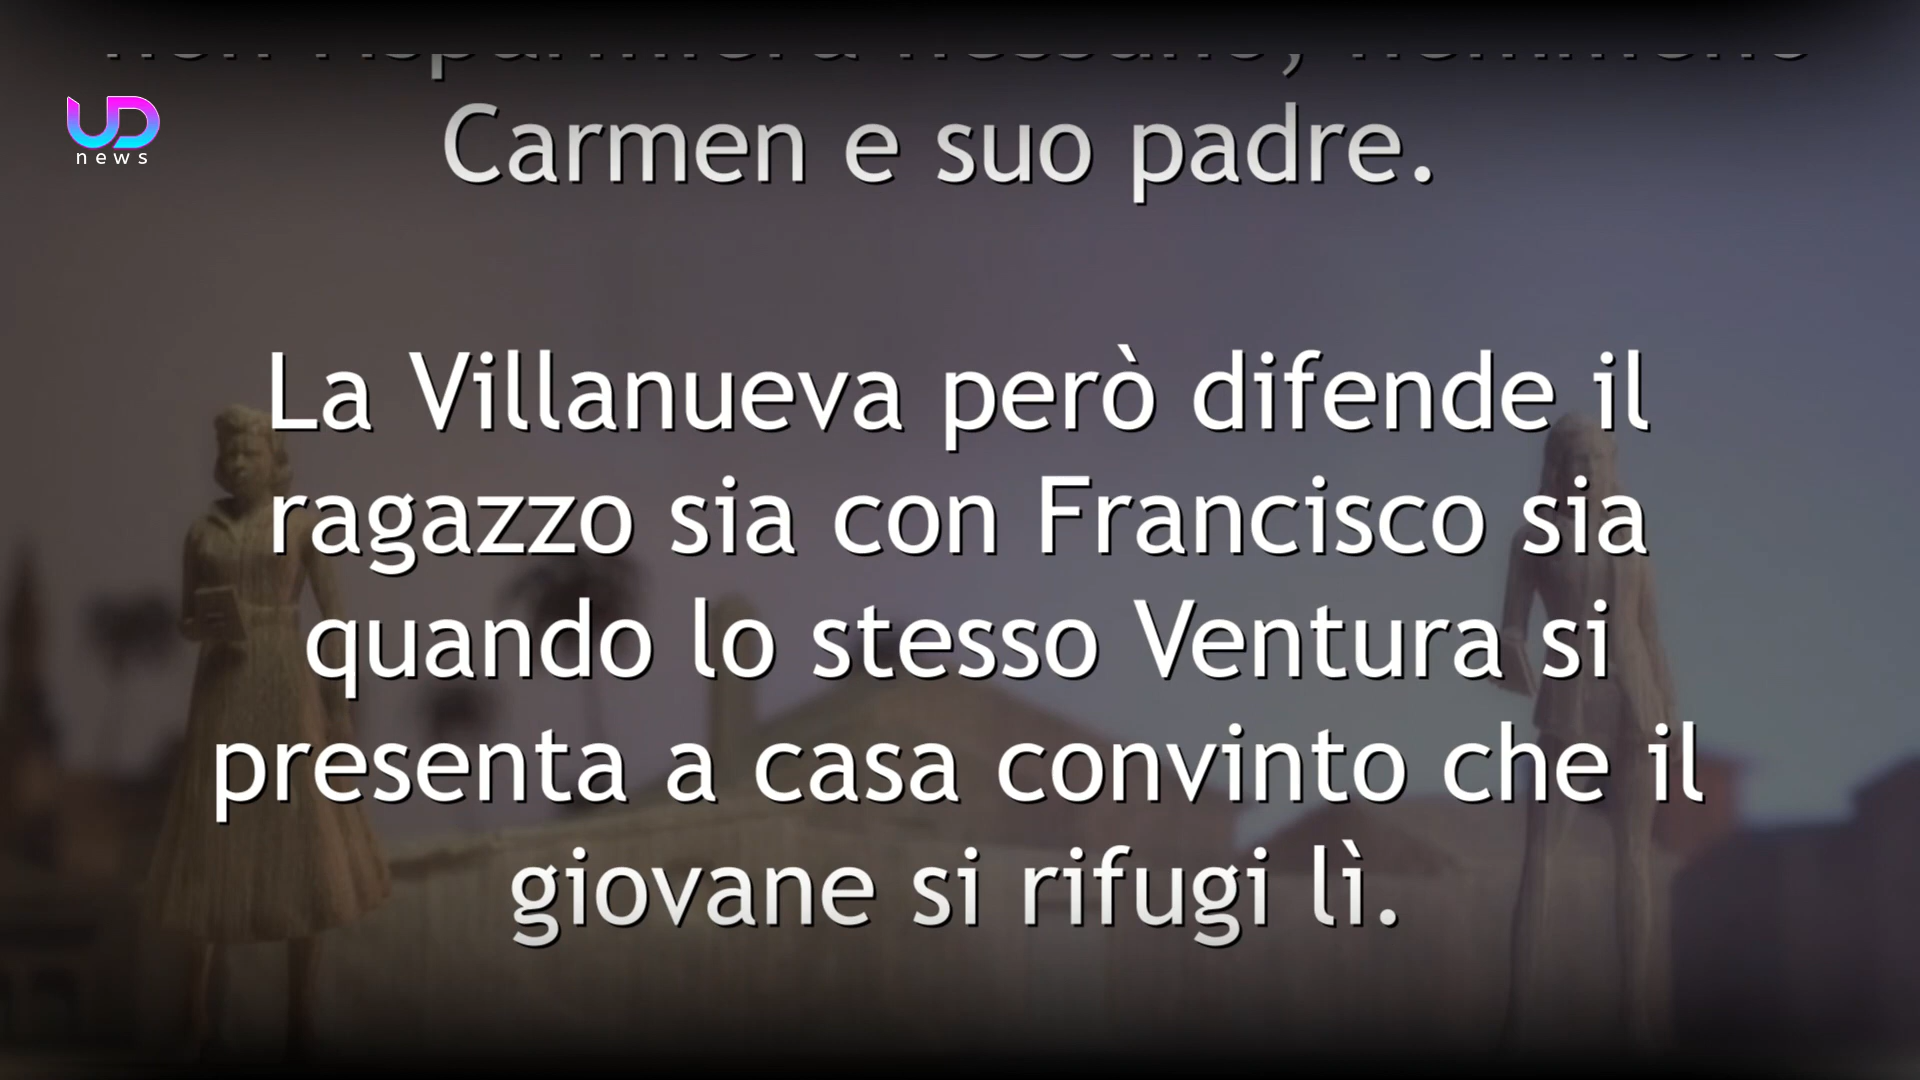 UD
news
Carmen e suo padre.
La Villanueva però difende il
ragazzo sia con Francisco sia
quando lo stesso Ventura si
presenta a casa convinto che il
giovane si rifugi lì.